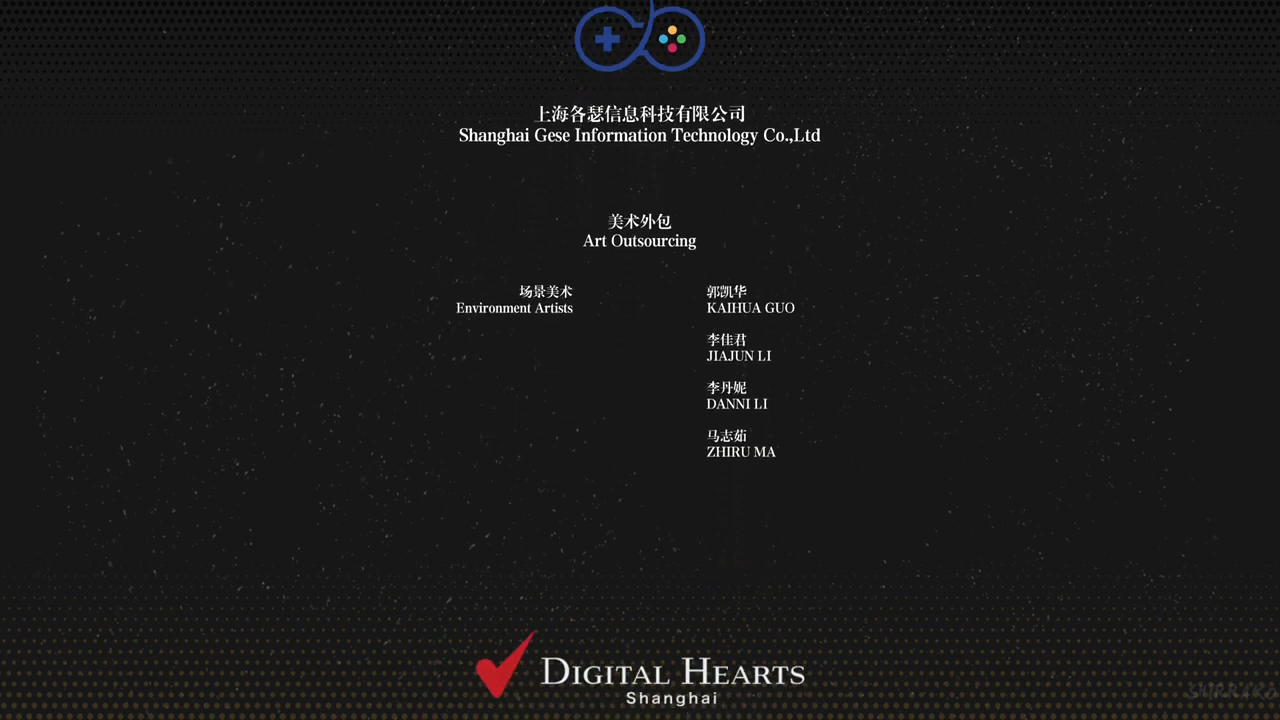 上海各瑟信息科技有限公司
Shanghai Gese Information Technology Co.,Ltd
美术外包
Art Outsourcing
场景美术
Environment Artists
郭凯华
KAIHUA GUO
李佳君
JIAJUN LI
李丹妮
DANNI LI
马志茹
ZHIRU MA
DIGITAL HEARTS
Shanghai